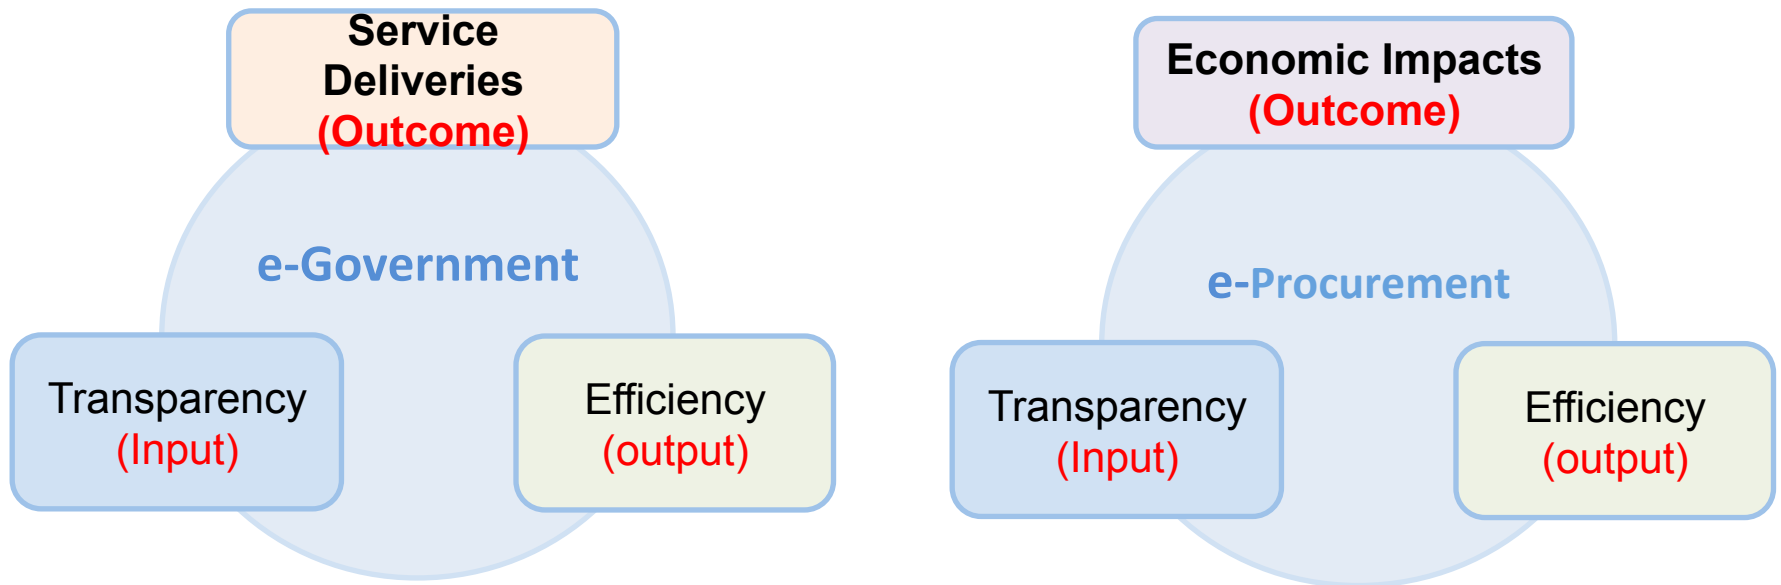 Service
Deliveries
(Outcome)
e-Government
Transparency
(Input)
Efficiency
(output)
Economic Impacts
(Outcome)
e-Procurement
Transparency
(Input)
Efficiency
(output)